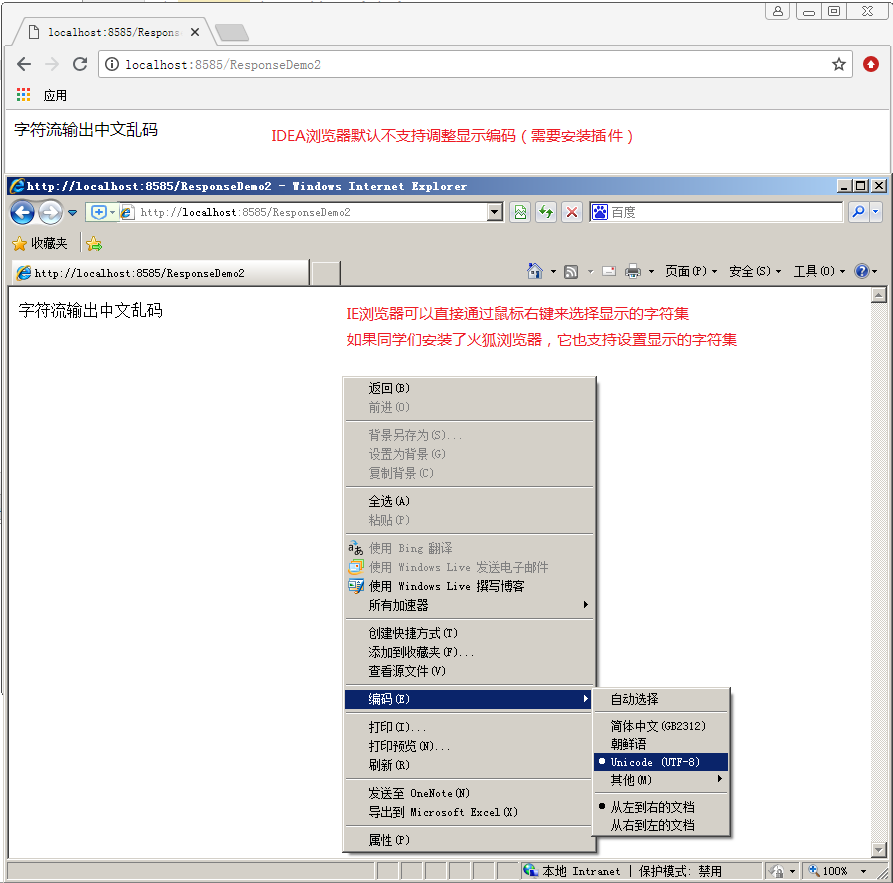 localhost:8585/Respons
localhost:8585/ResponseDemo2
应用
字符流输出中文乱码
IDEA浏览器默认不支持调整显示编码（需要安装插件）
http://localhost:8585/ResponseDemo2 - Windows Internet Explorer
http://localhost:8585/ResponseDemo2
百度
收藏夹
http://localhost:8585/ResponseDemo2
页面(P)
安全(S)
工具(O)
字符流输出中文乱码
IE浏览器可以直接通过鼠标右键来选择显示的字符集
如果同学们安装了火狐浏览器，它也支持设置显示的字符集
返回(B)
前进(O)
背景另存为(S)...
设置为背景(G)
复制背景(C)
全选(A)
粘贴(P)
使用 Bing 翻译
使用 Windows Live 发送电子邮件
使用 Windows Live 撰写博客
所有加速器
创建快捷方式(T)
添加到收藏夹(F)...
查看源文件(V)
编码(E)
打印(I)...
打印预览(N)...
刷新(R)
发送至 OneNote(N)
导出到 Microsoft Excel(X)
属性(P)
自动选择
简体中文(GB2312)
朝鲜语
Unicode (UTF-8)
其他(M)
从左到右的文档
从右到左的文档
本地 Intranet | 保护模式: 禁用
100%